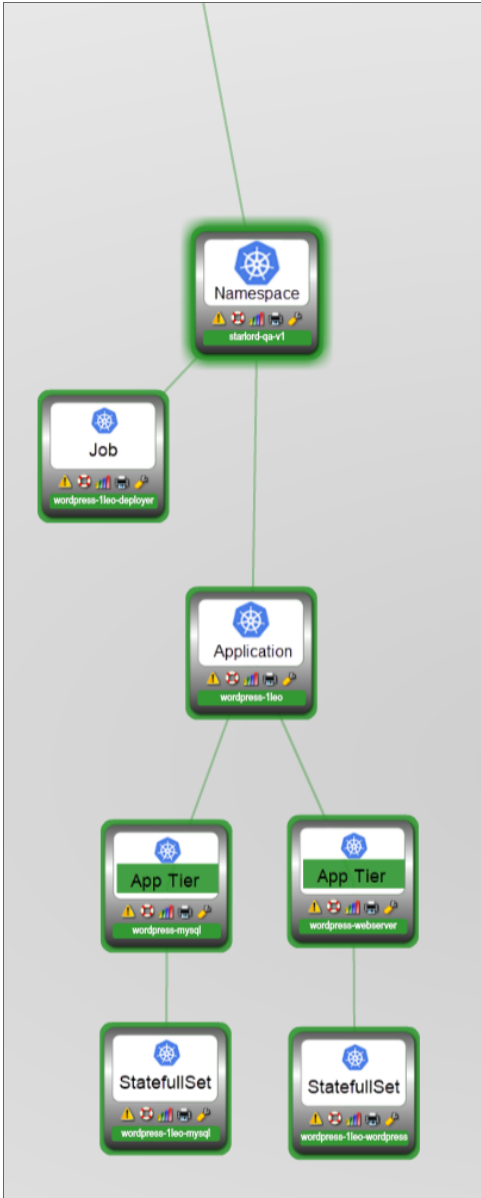 Namespace
starlord-qa-v1
Job
wordpress-1leo-deployer
Application
wordpress-1leo
App Tier
wordpress-mysql
App Tier
wordpress-webserver
StatefullSet
wordpress-1leo-mysql
StatefullSet
wordpress-1leo-wordpress